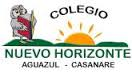 COLEGIO
NUEVO HORIZONTE
AGUAZUL - CASANARE